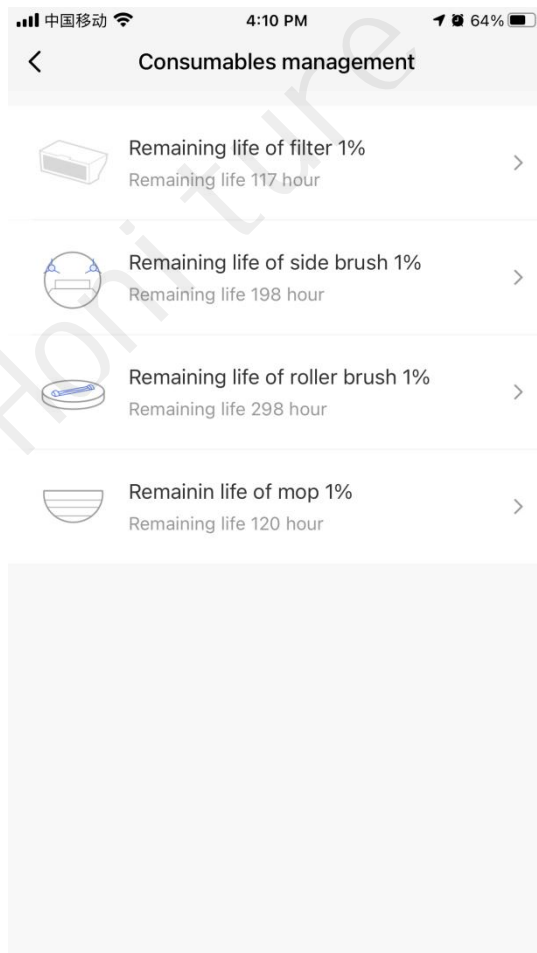 中国移动 4:10 PM 64%
Consumables management
Remaining life of filter 1%
Remaining life 117 hour
Remaining life of side brush 1%
Remaining life 198 hour
Remaining life of roller brush 1%
Remaining life 298 hour
Remainin life of mop 1%
Remaining life 120 hour
Honi ture